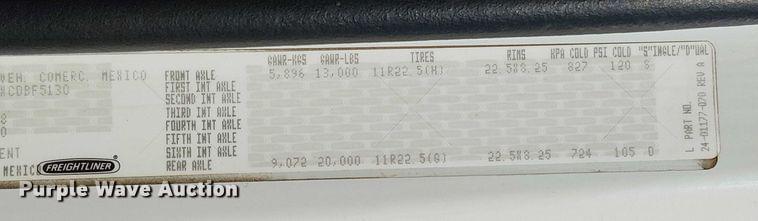 GAWR-KGS GAWR-LBS TIRES RIMS KPA COLD PSI COLD "S"INGLE/"D"UAL
VEH. COMERC. MEXICO FRONT AXLE 5,896 13,000 11R22.5(H) 22.5X8.25 827 120 S
FIRST INT AXLE
SECOND INT AXLE
THIRD INT AXLE
FOURTH INT AXLE
FIFTH INT AXLE
SIXTH INT AXLE
MEXICO FREIGHTLINER REAR AXLE 9,072 20,000 11R22.5(G) 22.5X8.25 724 105 D
L PART NO.
24-01177-070 REV A
Purple Wave Auction